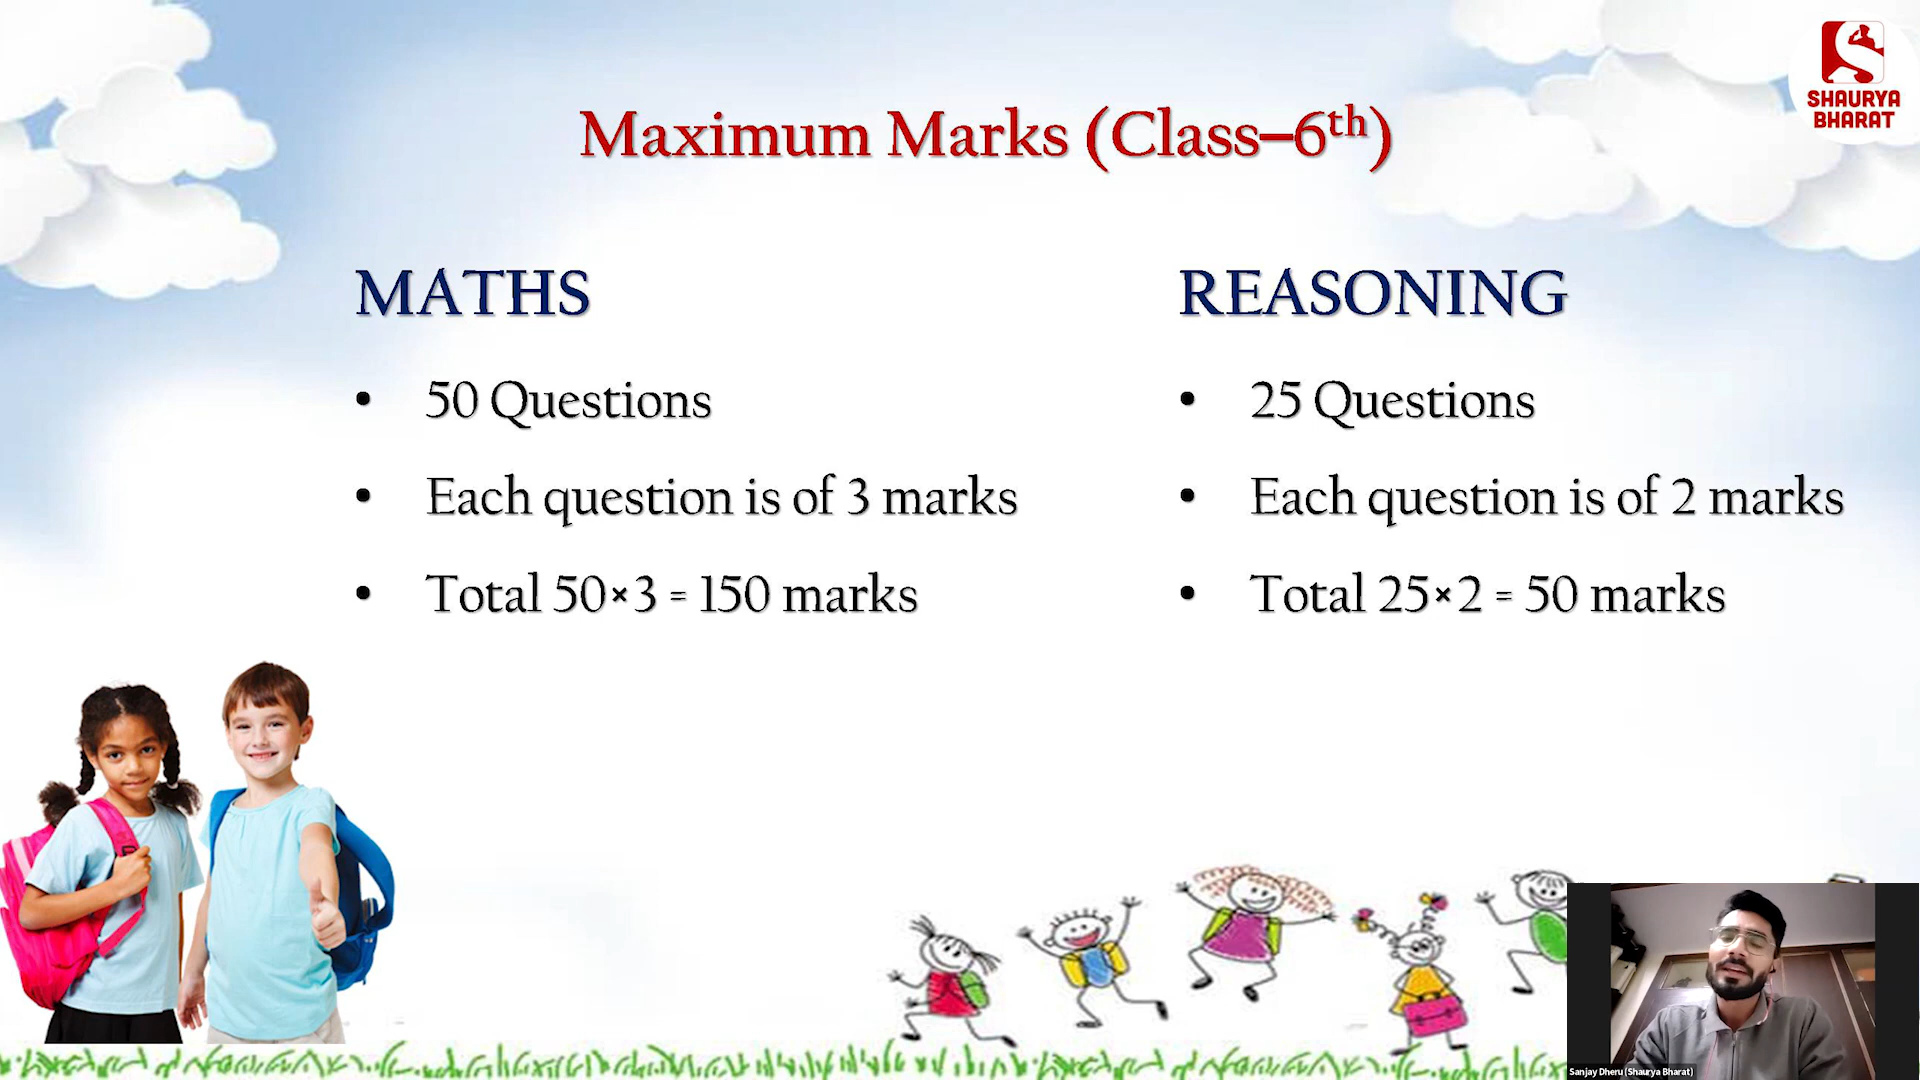 SHAURYA
BHARAT
Maximum Marks (Class–6th)
MATHS
• 50 Questions
• Each question is of 3 marks
• Total 50×3 = 150 marks
REASONING
• 25 Questions
• Each question is of 2 marks
• Total 25×2 = 50 marks
Sanjay Dheru (Shaurya Bharat)